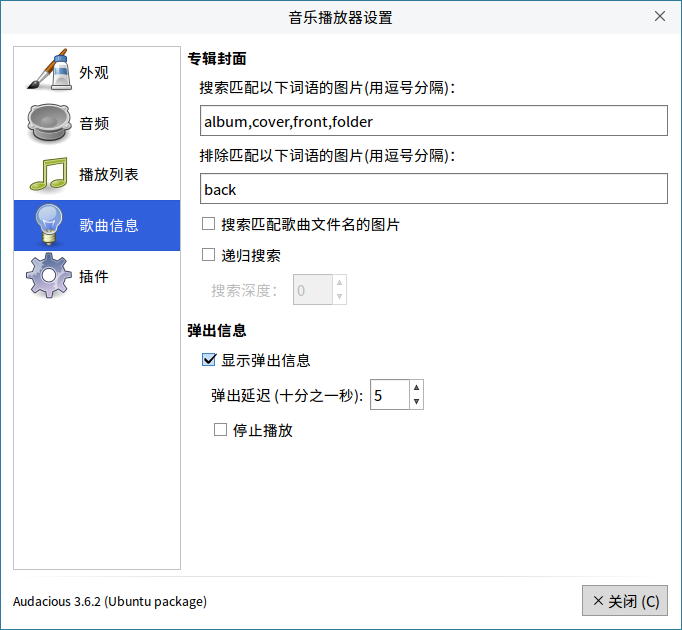 音乐播放器设置
外观
音频
播放列表
歌曲信息
插件
专辑封面
搜索匹配以下词语的图片(用逗号分隔)：
album,cover,front,folder
排除匹配以下词语的图片(用逗号分隔)：
back
搜索匹配歌曲文件名的图片
递归搜索
搜索深度： 0
弹出信息
显示弹出信息
弹出延迟 (十分之一秒): 5
停止播放
Audacious 3.6.2 (Ubuntu package)
关闭 (C)